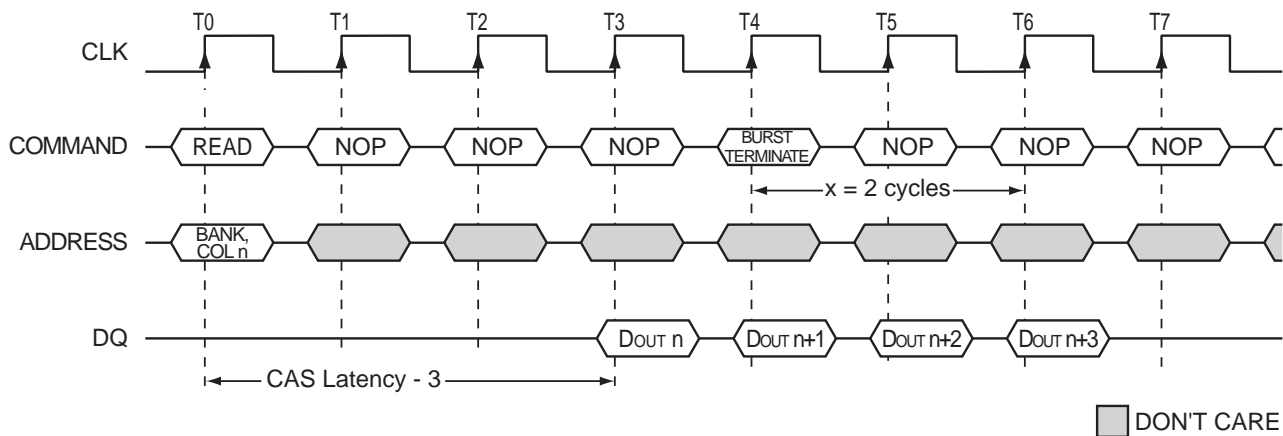 T0 T1 T2 T3 T4 T5 T6 T7
CLK
COMMAND READ NOP NOP NOP BURST TERMINATE NOP NOP NOP
x = 2 cycles
ADDRESS BANK, COL n
DQ DOUT n DOUT n+1 DOUT n+2 DOUT n+3
CAS Latency - 3
DON'T CARE